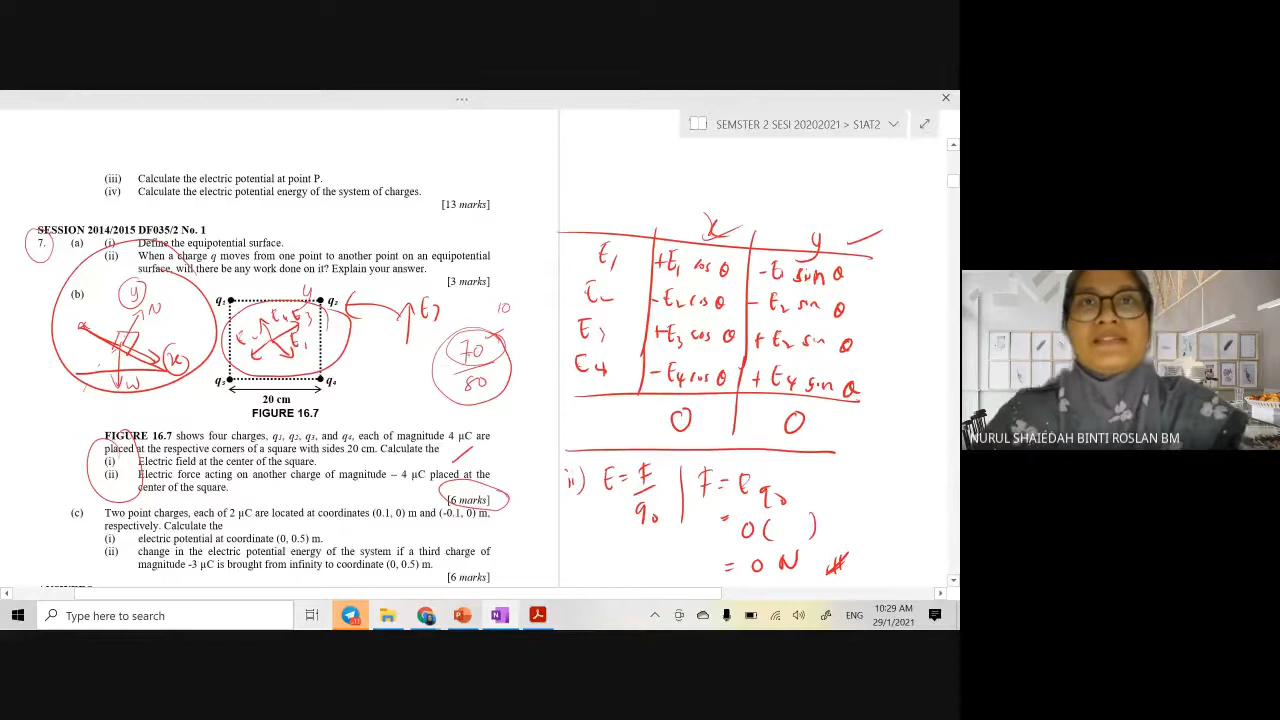 SEMSTER 2 SESI 20202021 > S1AT2
(iii) Calculate the electric potential at point P.
(iv) Calculate the electric potential energy of the system of charges.
[13 marks]
SESSION 2014/2015 DF035/2 No. 1
7. (a) (i) Define the equipotential surface.
(ii) When a charge q moves from one point to another point on an equipotential
surface, will there be any work done on it? Explain your answer.
[3 marks]
(b)
y
N
x
W
q₁ y q₂
E₄ E₃
E₁
E₃
q₃ q₄
20 cm
FIGURE 16.7
10
70
80
FIGURE 16.7 shows four charges, q₁, q₂, q₃, and q₄, each of magnitude 4 µC are
placed at the respective corners of a square with sides 20 cm. Calculate the
(i) Electric field at the center of the square.
(ii) Electric force acting on another charge of magnitude – 4 µC placed at the
center of the square.
[6 marks]
(c) Two point charges, each of 2 µC are located at coordinates (0.1, 0) m and (-0.1, 0) m,
respectively. Calculate the
(i) electric potential at coordinate (0, 0.5) m.
(ii) change in the electric potential energy of the system if a third charge of
magnitude -3 µC is brought from infinity to coordinate (0, 0.5) m.
[6 marks]
x y
E₁ +E₁ cos θ -E₁ sin θ
E₂ -E₂ cos θ - E₂ sin θ
E₃ +E₃ cos θ + E₂ sin θ
E₄ -E₄ cos θ + E₄ sin θ
0 0
ii) E = F/q₀ F = E q₀
= 0( )
= 0 N #
NURUL SHAIEDAH BINTI ROSLAN BM
Type here to search
ENG
10:29 AM
29/1/2021